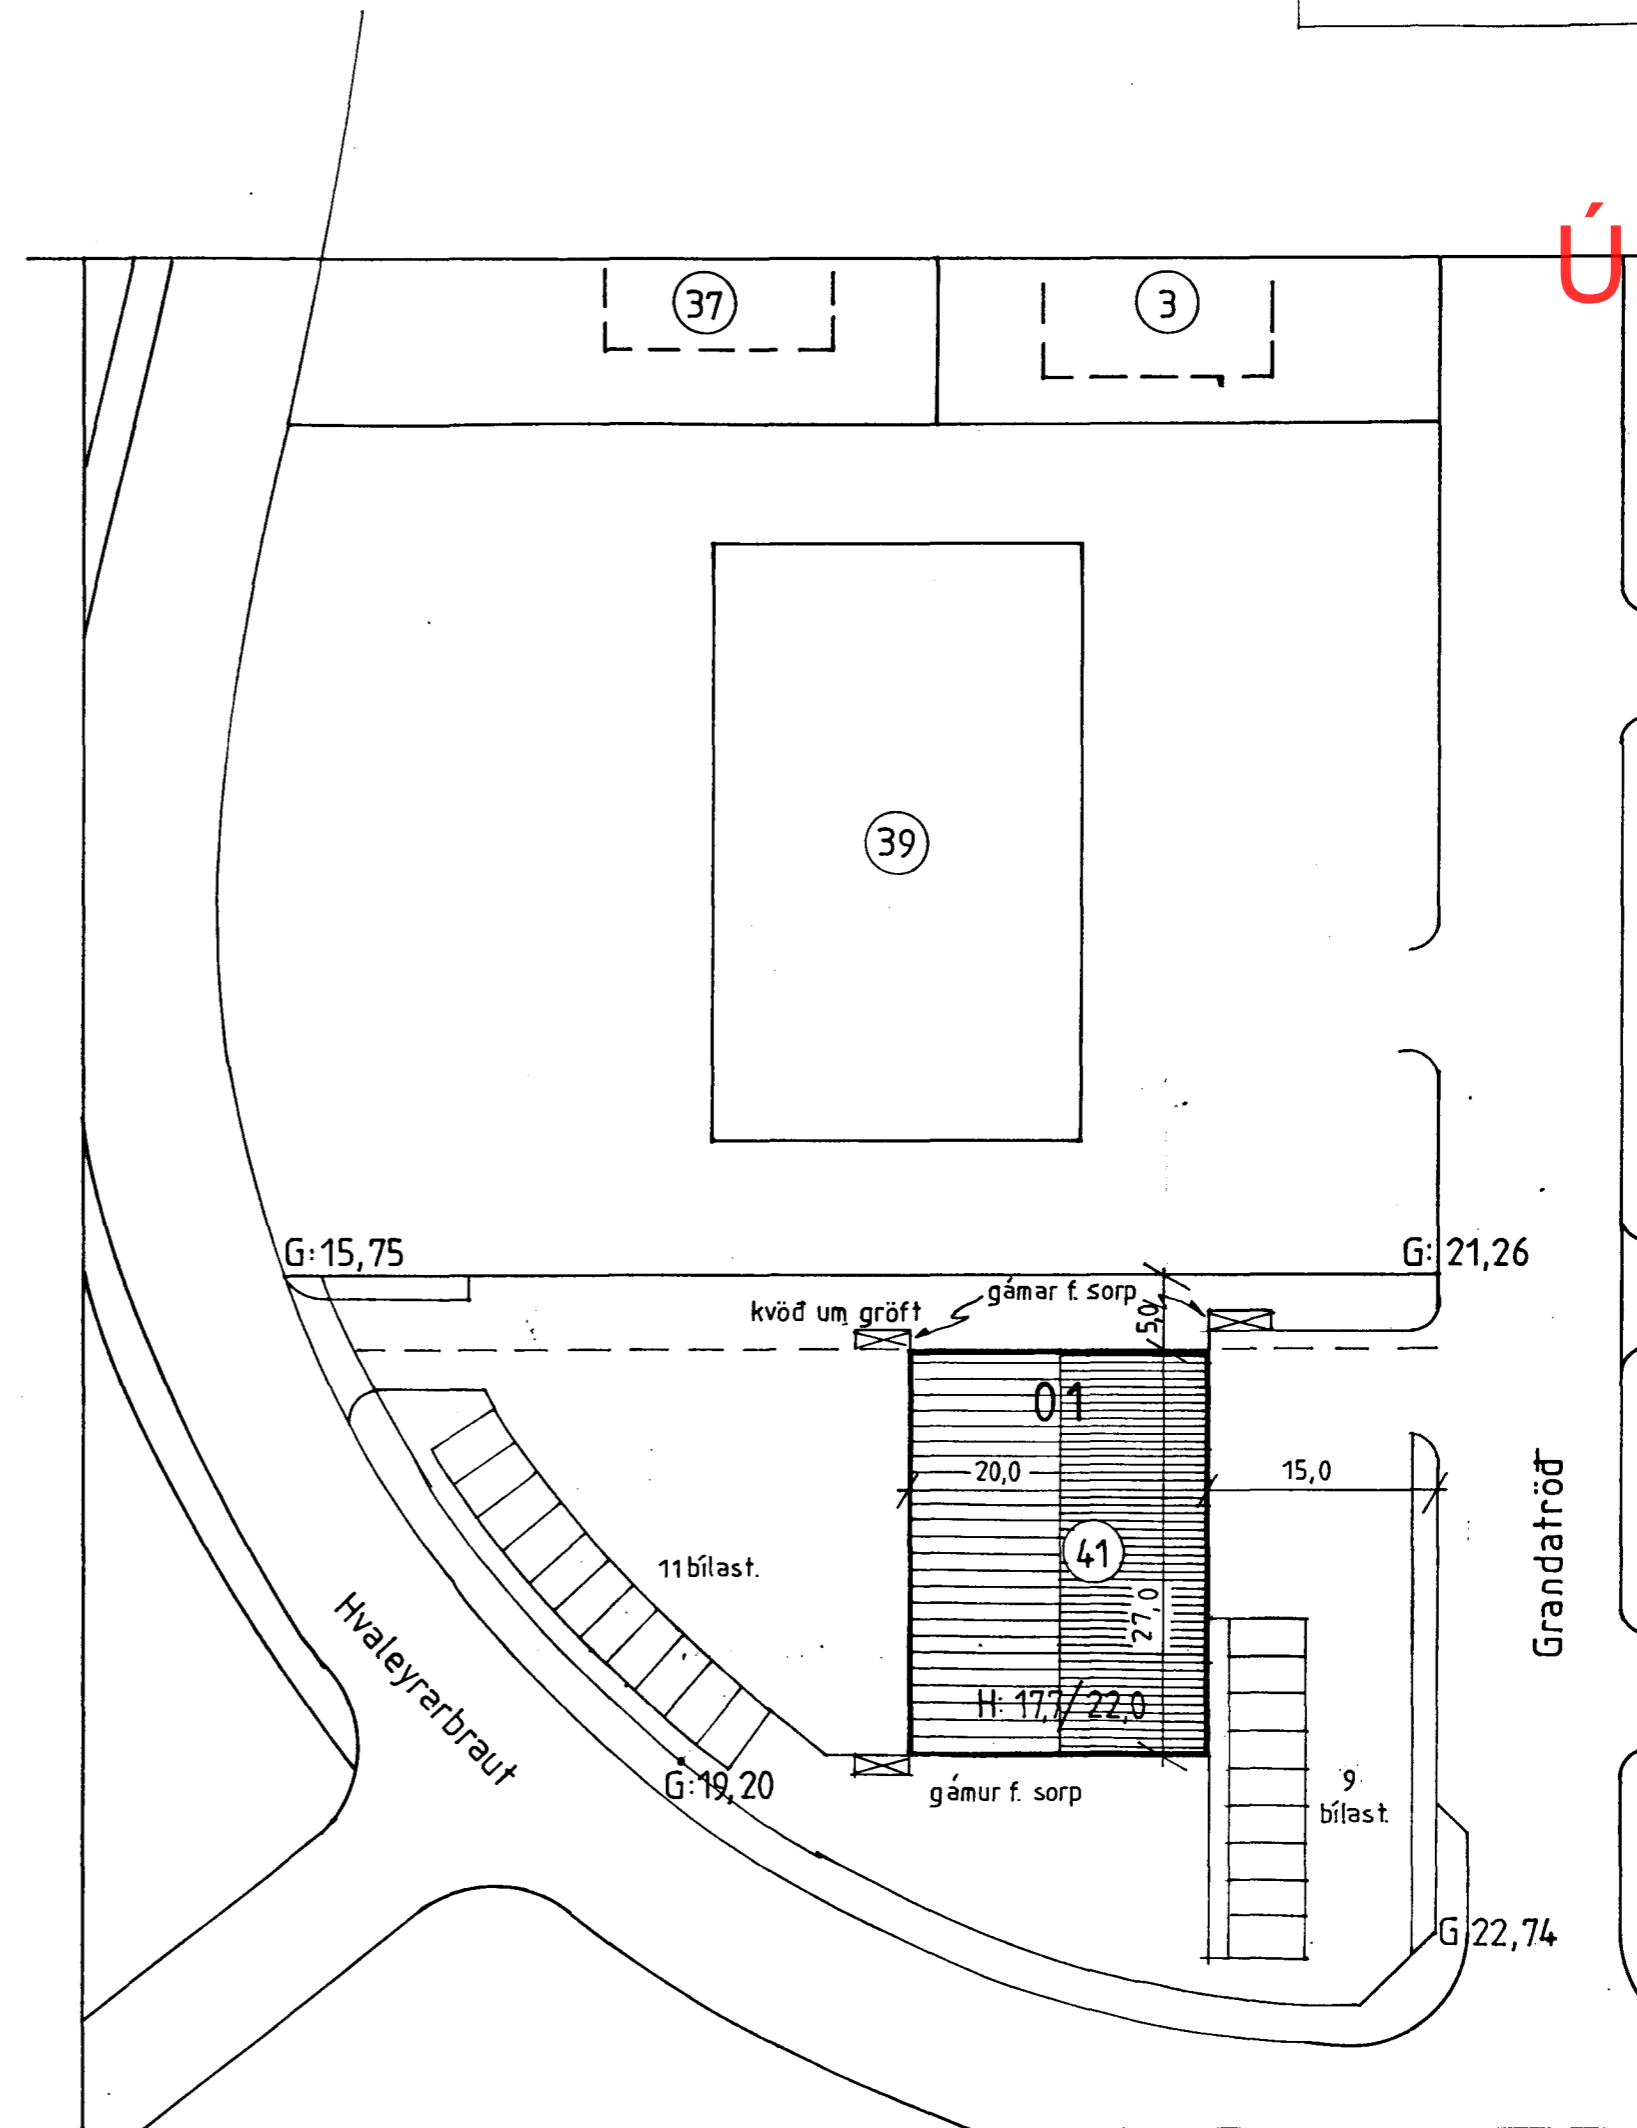 Ú
37
3
39
G:15,75
G: 21,26
gámar f. sorp
kvöð um gröft
5,0
01
20,0
15,0
41
11 bílast.
27,0
Grandatröð
Hvaleyrarbraut
H: 17,7/22,0
G:19,20
gámur f. sorp
9
bílast.
G 22,74